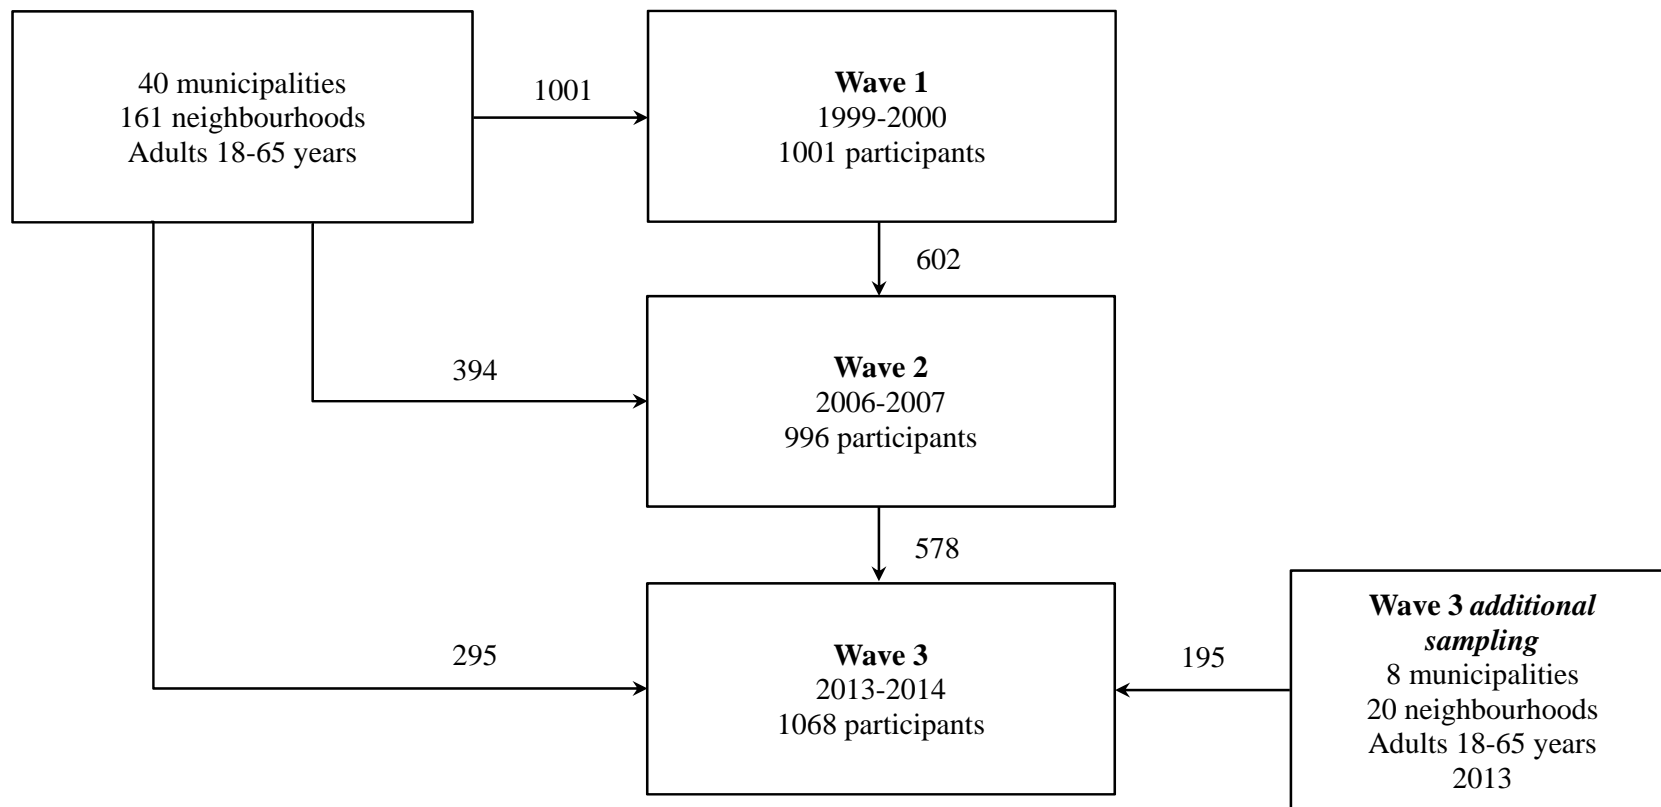 40 municipalities
161 neighbourhoods
Adults 18-65 years
1001
Wave 1
1999-2000
1001 participants
602
394
Wave 2
2006-2007
996 participants
578
295
Wave 3
2013-2014
1068 participants
195
Wave 3 additional
sampling
8 municipalities
20 neighbourhoods
Adults 18-65 years
2013